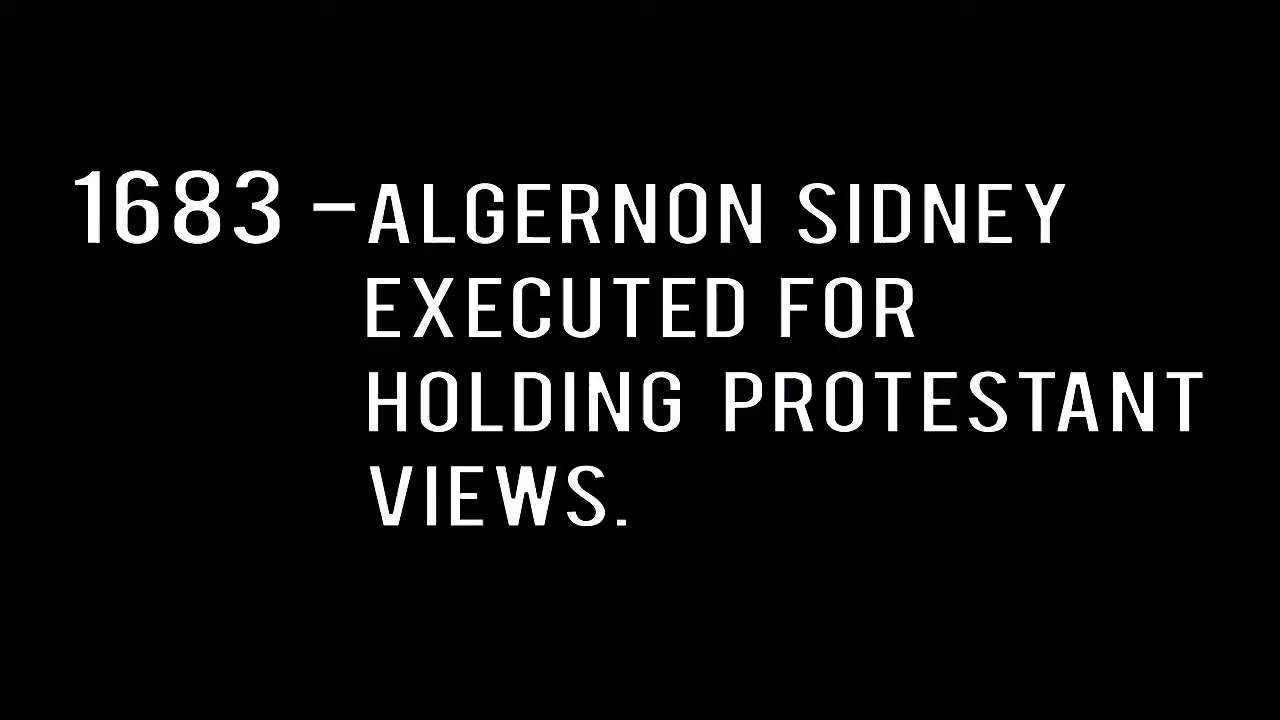 1683 – ALGERNON SIDNEY
EXECUTED FOR
HOLDING PROTESTANT
VIEWS.